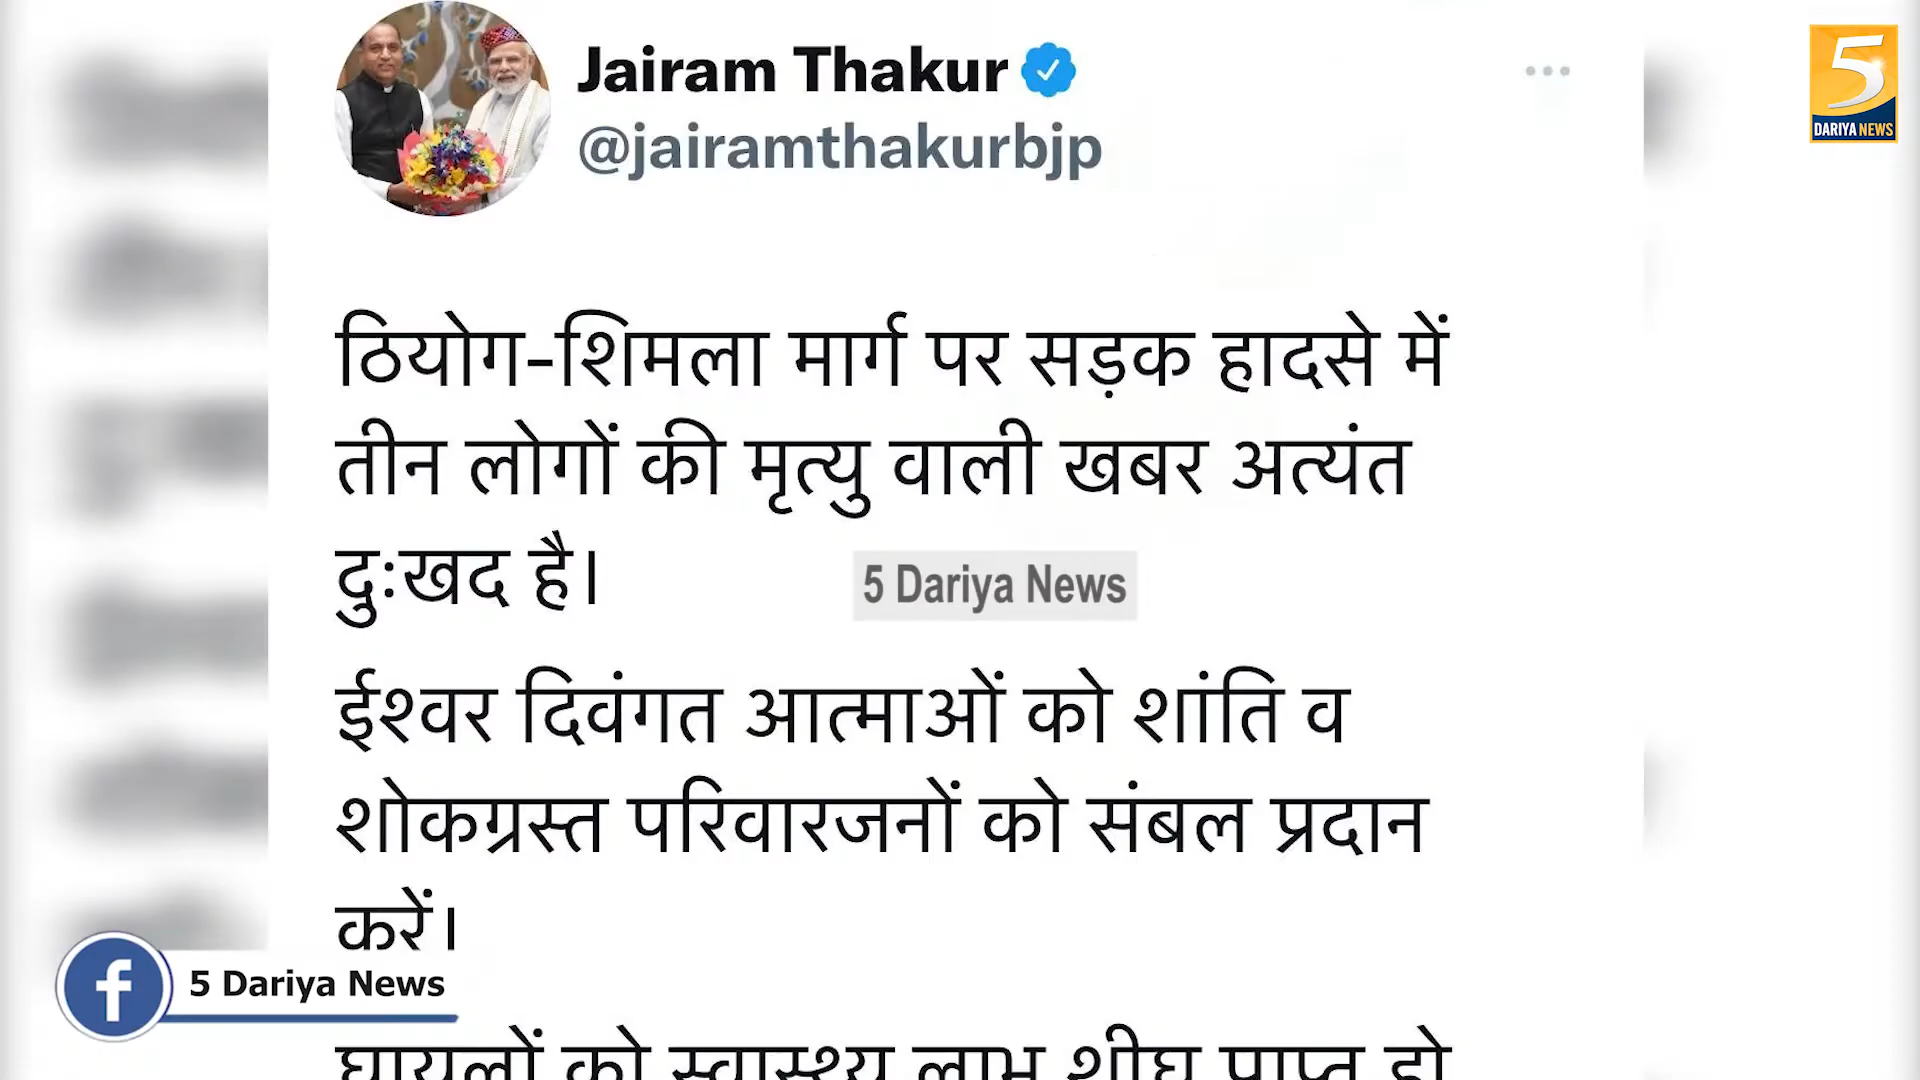 Jairam Thakur
@jairamthakurbjp
5
DARIYA NEWS
ठियोग-शिमला मार्ग पर सड़क हादसे में
तीन लोगों की मृत्यु वाली खबर अत्यंत
दुःखद है।
5 Dariya News
ईश्वर दिवंगत आत्माओं को शांति व
शोकग्रस्त परिवारजनों को संबल प्रदान
करें।
f 5 Dariya News
घायलों को स्वास्थ्य लाभ शीघ्र प्राप्त हो